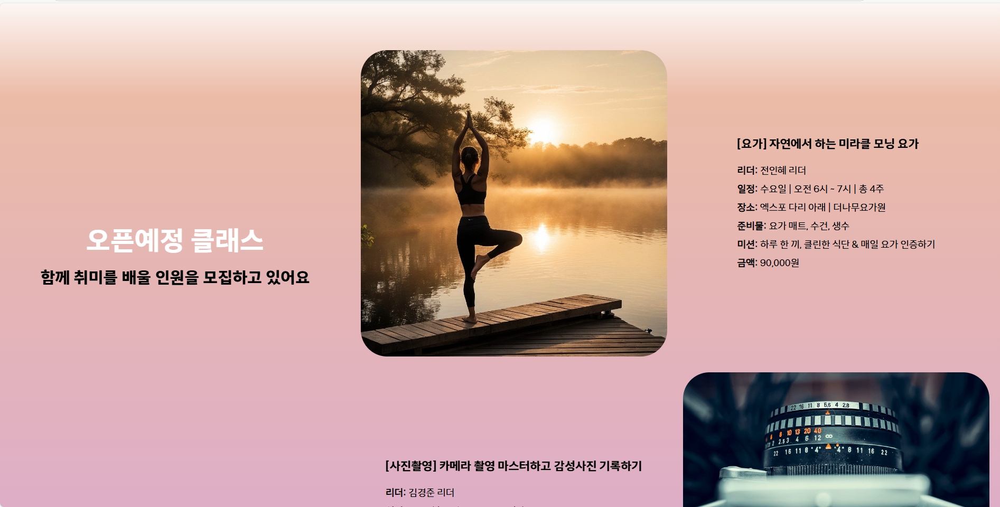 오픈예정 클래스
함께 취미를 배울 인원을 모집하고 있어요
[요가] 자연에서 하는 미라클 모닝 요가
리더: 전인혜 리더
일정: 수요일 | 오전 6시 ~ 7시 | 총 4주
장소: 엑스포 다리 아래 | 더나무요가원
준비물: 요가 매트, 수건, 생수
미션: 하루 한 끼, 클린한 식단 & 매일 요가 인증하기
금액: 90,000원
22 16 11 8 5,6 4 2,8
8 10 13 20 40
2.5 3 4 6 12 ∞
22 16 11 8 4 4 8 11 16 22
[사진촬영] 카메라 촬영 마스터하고 감성사진 기록하기
리더: 김경준 리더